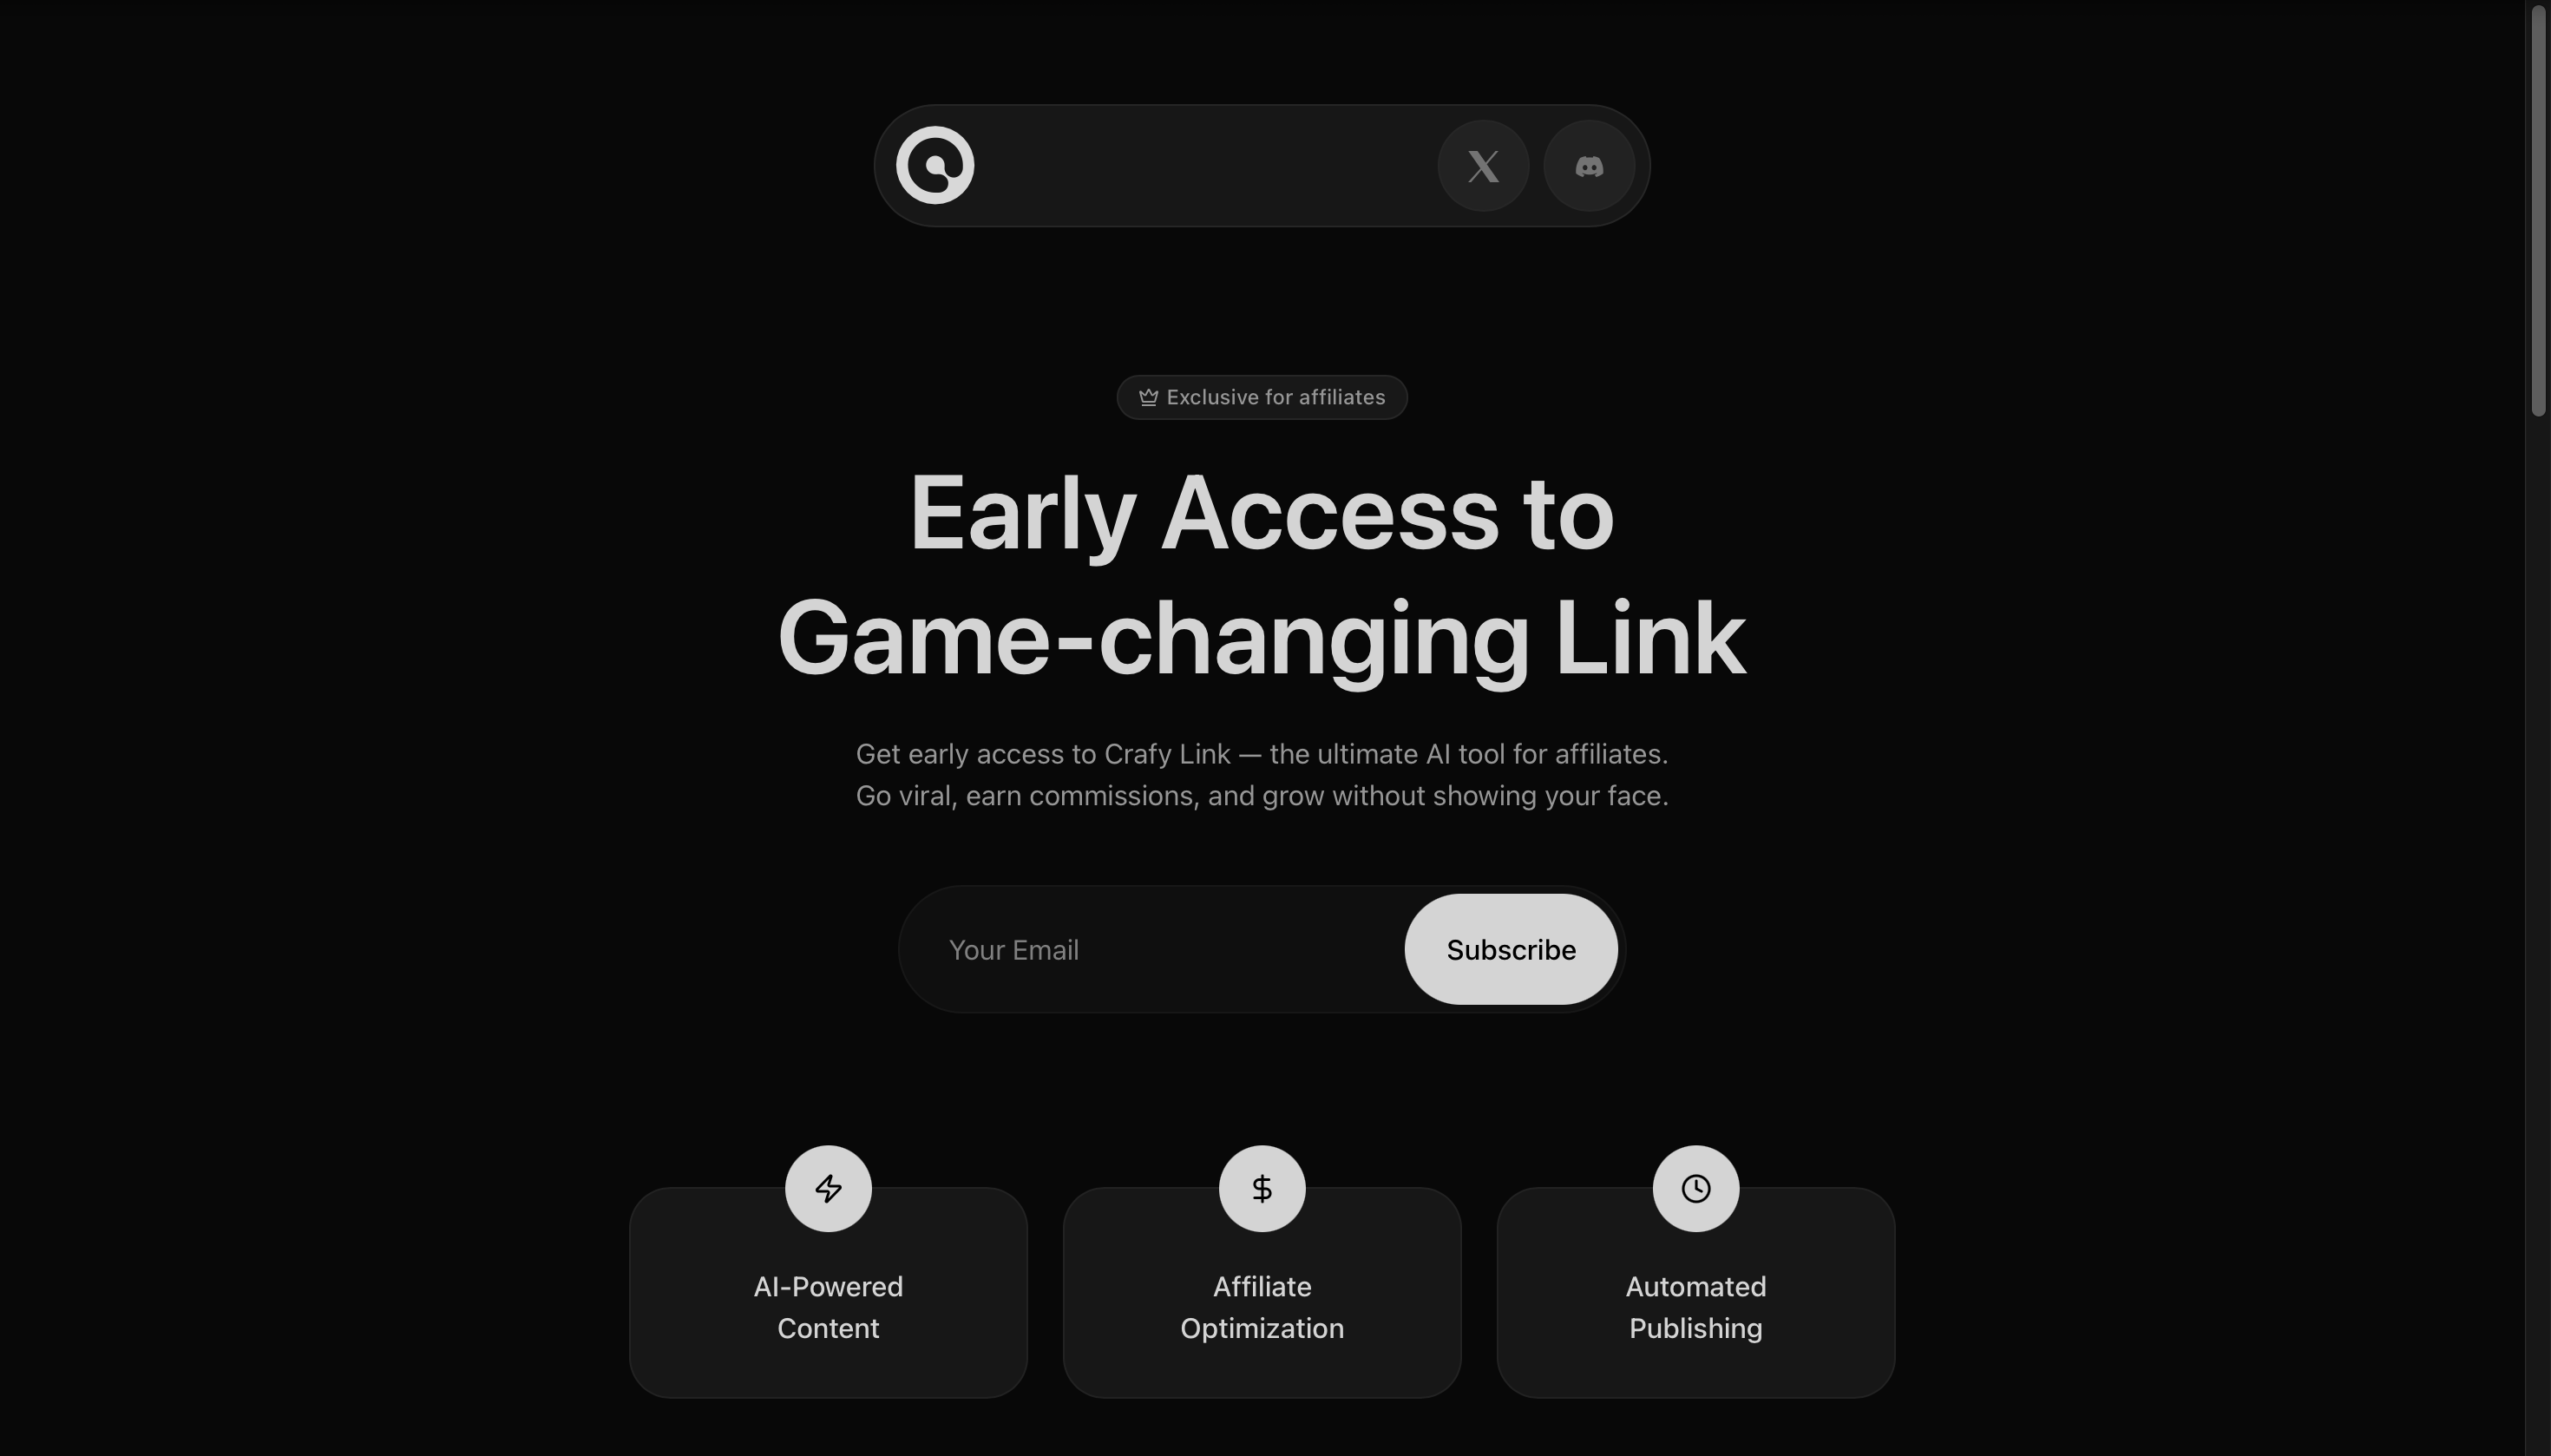 Exclusive for affiliates
Early Access to
Game-changing Link
Get early access to Crafy Link — the ultimate AI tool for affiliates.
Go viral, earn commissions, and grow without showing your face.
Your Email
Subscribe
AI-Powered
Content
Affiliate
Optimization
Automated
Publishing